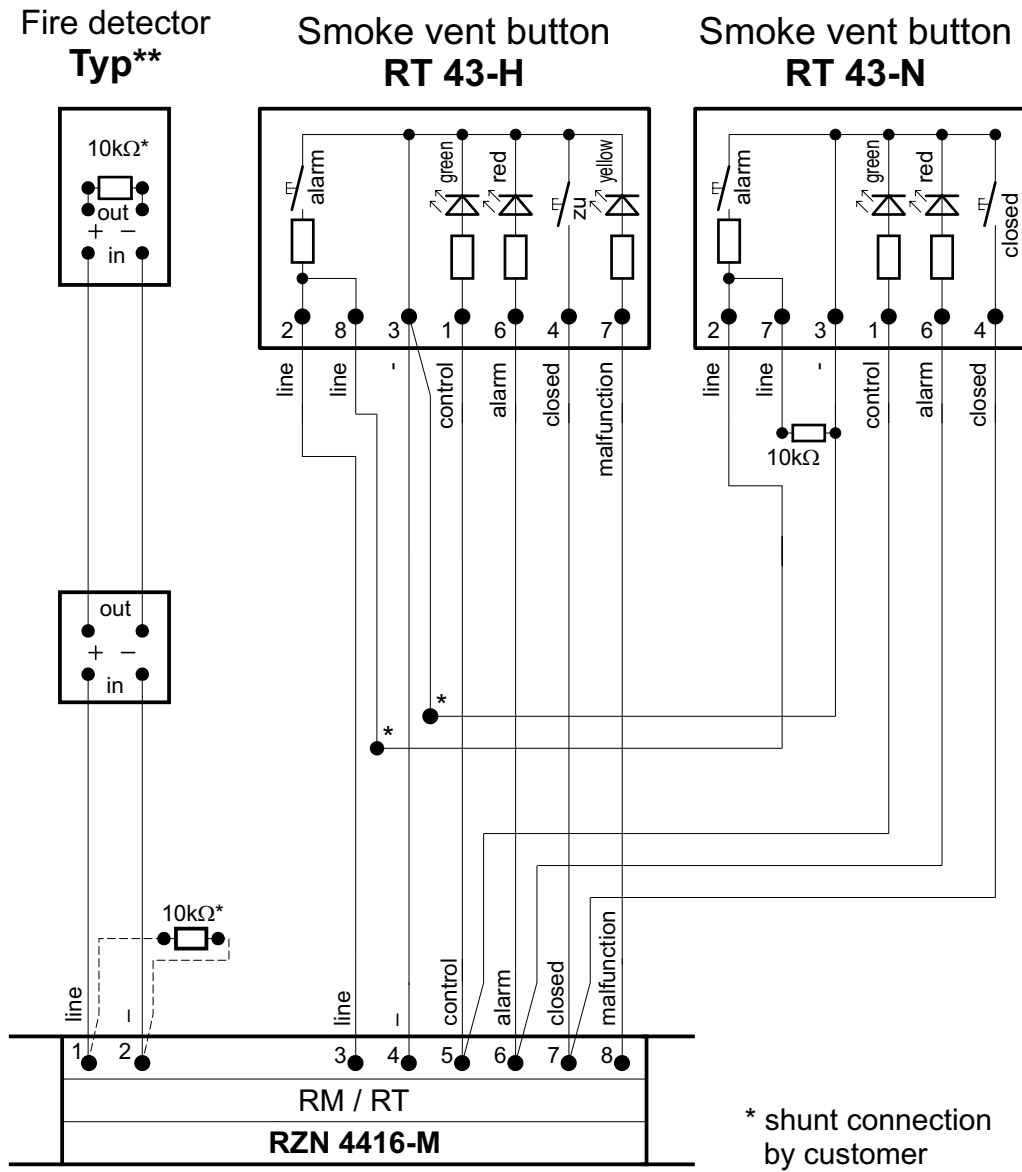 Fire detector
Typ**
10kΩ*
out
+ −
in
out
+ −
in
10kΩ*
line
–
Smoke vent button
RT 43-H
alarm
green
red
zu
yellow
2 8 3 1 6 4 7
line
line
-
control
alarm
closed
malfunction
Smoke vent button
RT 43-N
alarm
green
red
closed
2 7 3 1 6 4
line
line
-
control
alarm
closed
10kΩ
*
*
line
–
control
alarm
closed
malfunction
1 2 3 4 5 6 7 8
RM / RT
RZN 4416-M
* shunt connection
by customer